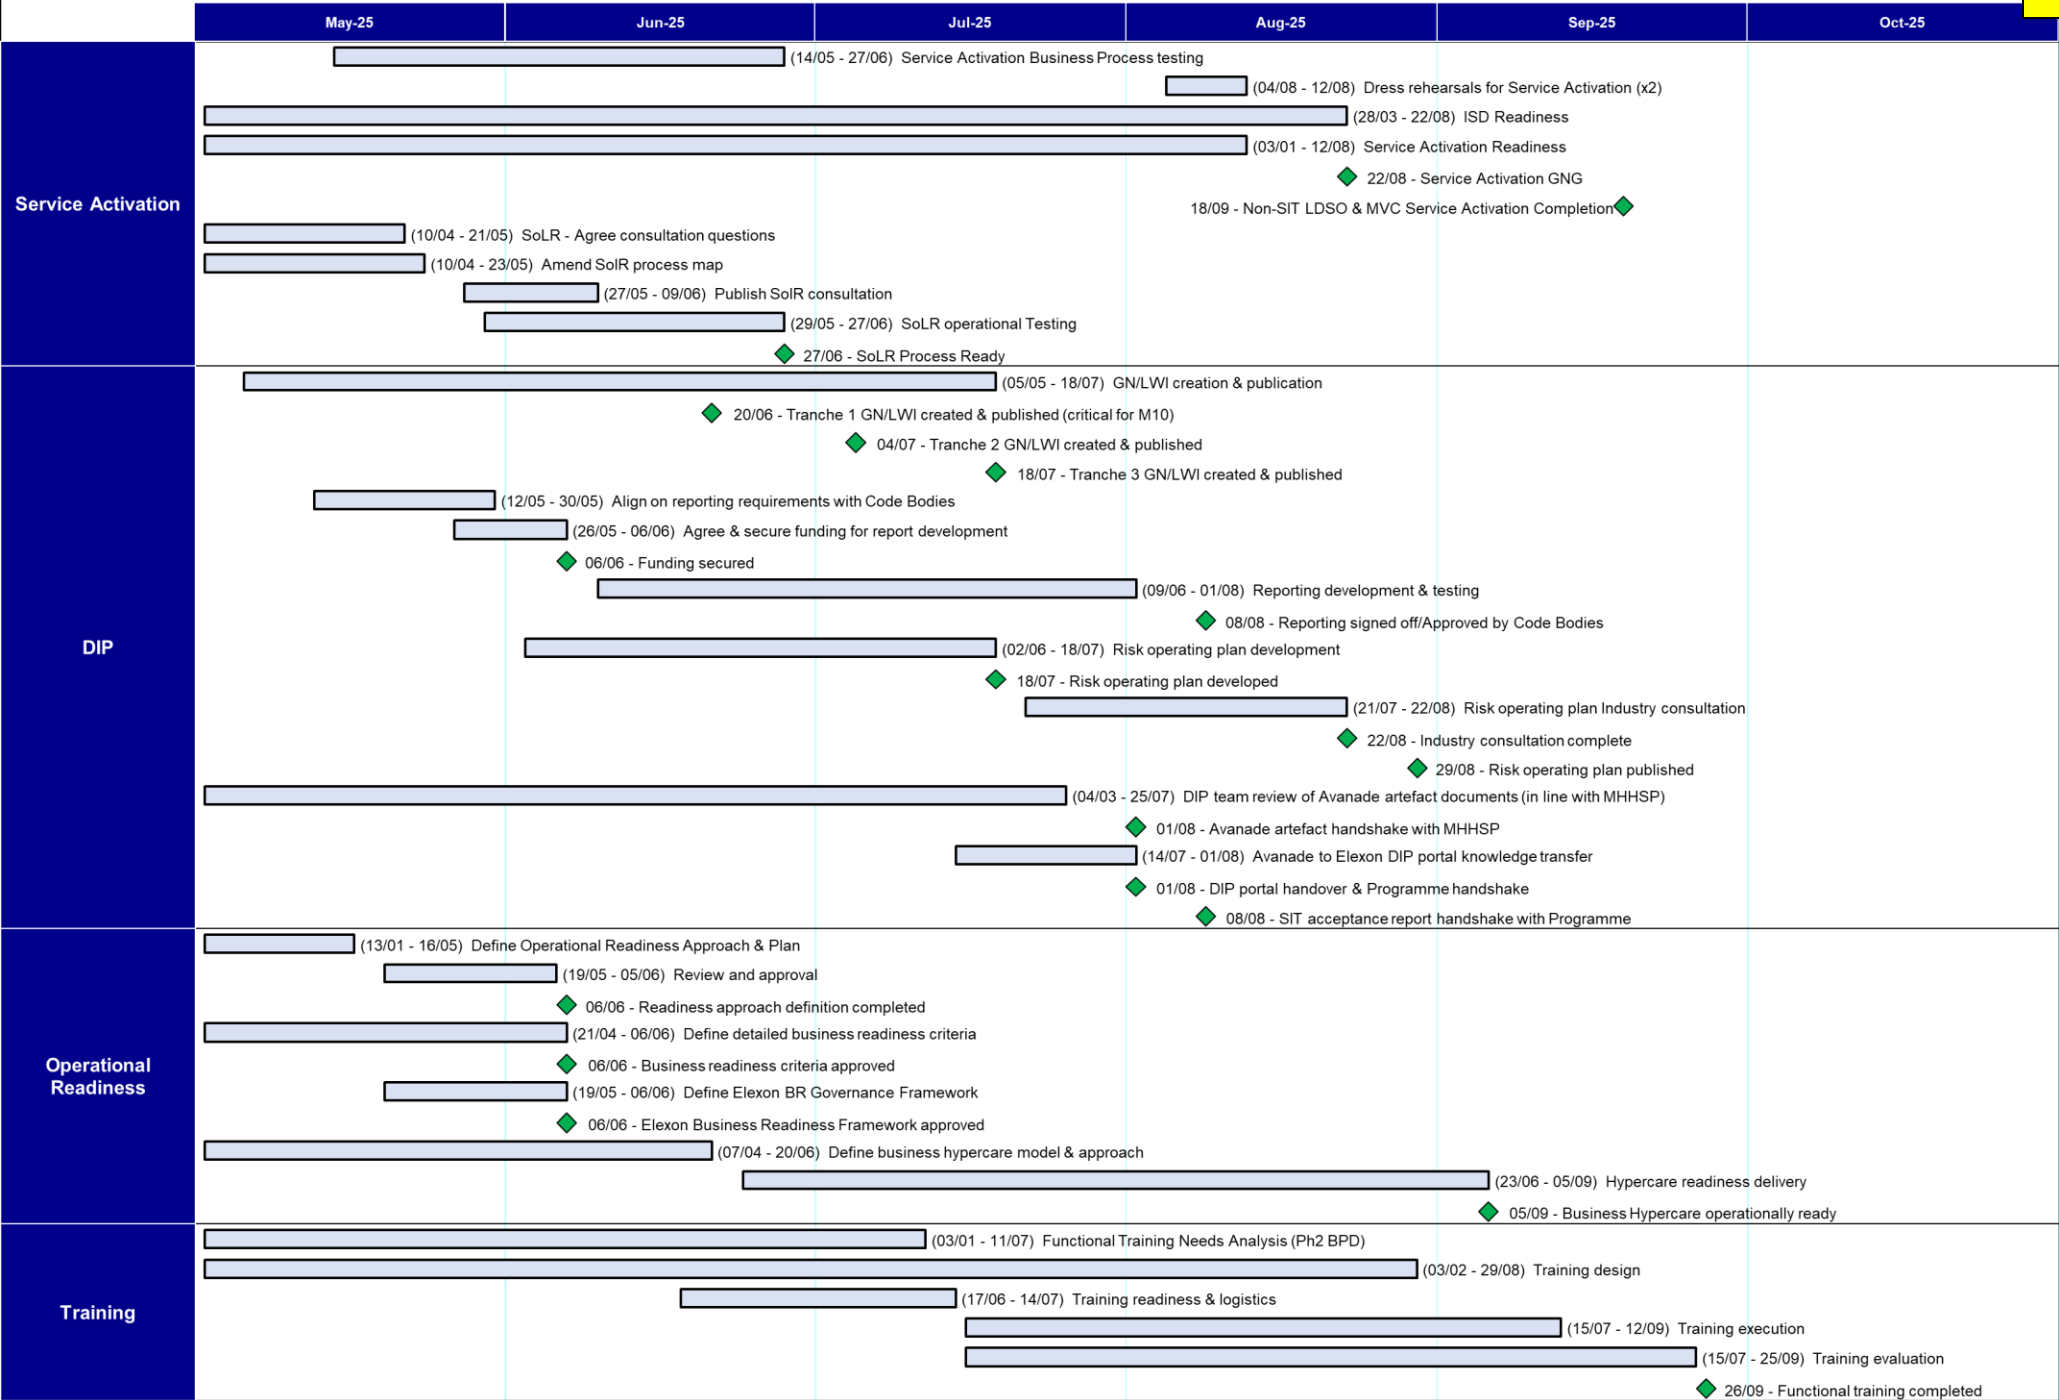 May-25 Jun-25 Jul-25 Aug-25 Sep-25 Oct-25
Service Activation
(14/05 - 27/06) Service Activation Business Process testing
(04/08 - 12/08) Dress rehearsals for Service Activation (x2)
(28/03 - 22/08) ISD Readiness
(03/01 - 12/08) Service Activation Readiness
22/08 - Service Activation GNG
18/09 - Non-SIT LDSO & MVC Service Activation Completion
(10/04 - 21/05) SoLR - Agree consultation questions
(10/04 - 23/05) Amend SolR process map
(27/05 - 09/06) Publish SolR consultation
(29/05 - 27/06) SoLR operational Testing
27/06 - SoLR Process Ready
DIP
(05/05 - 18/07) GN/LWI creation & publication
20/06 - Tranche 1 GN/LWI created & published (critical for M10)
04/07 - Tranche 2 GN/LWI created & published
18/07 - Tranche 3 GN/LWI created & published
(12/05 - 30/05) Align on reporting requirements with Code Bodies
(26/05 - 06/06) Agree & secure funding for report development
06/06 - Funding secured
(09/06 - 01/08) Reporting development & testing
08/08 - Reporting signed off/Approved by Code Bodies
(02/06 - 18/07) Risk operating plan development
18/07 - Risk operating plan developed
(21/07 - 22/08) Risk operating plan Industry consultation
22/08 - Industry consultation complete
29/08 - Risk operating plan published
(04/03 - 25/07) DIP team review of Avanade artefact documents (in line with MHHSP)
01/08 - Avanade artefact handshake with MHHSP
(14/07 - 01/08) Avanade to Elexon DIP portal knowledge transfer
01/08 - DIP portal handover & Programme handshake
08/08 - SIT acceptance report handshake with Programme
Operational
Readiness
(13/01 - 16/05) Define Operational Readiness Approach & Plan
(19/05 - 05/06) Review and approval
06/06 - Readiness approach definition completed
(21/04 - 06/06) Define detailed business readiness criteria
06/06 - Business readiness criteria approved
(19/05 - 06/06) Define Elexon BR Governance Framework
06/06 - Elexon Business Readiness Framework approved
(07/04 - 20/06) Define business hypercare model & approach
(23/06 - 05/09) Hypercare readiness delivery
05/09 - Business Hypercare operationally ready
Training
(03/01 - 11/07) Functional Training Needs Analysis (Ph2 BPD)
(03/02 - 29/08) Training design
(17/06 - 14/07) Training readiness & logistics
(15/07 - 12/09) Training execution
(15/07 - 25/09) Training evaluation
26/09 - Functional training completed